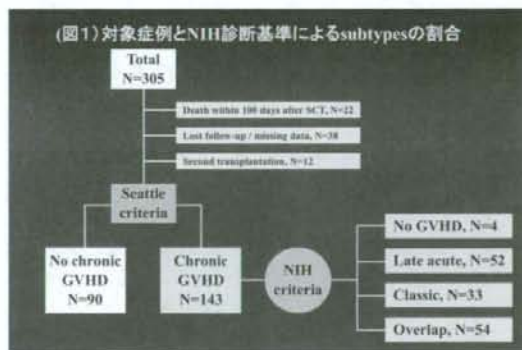 (図1)対象症例とNIH診断基準によるsubtypesの割合
Total
N=305
Death within 100 days after SCT, N=22
Lost follow-up / missing data, N=38
Second transplantation, N=12
Seattle
criteria
No chronic
GVHD
N=90
Chronic
GVHD
N=143
NIH
criteria
No GVHD, N=4
Late acute, N=52
Classic, N=33
Overlap, N=54